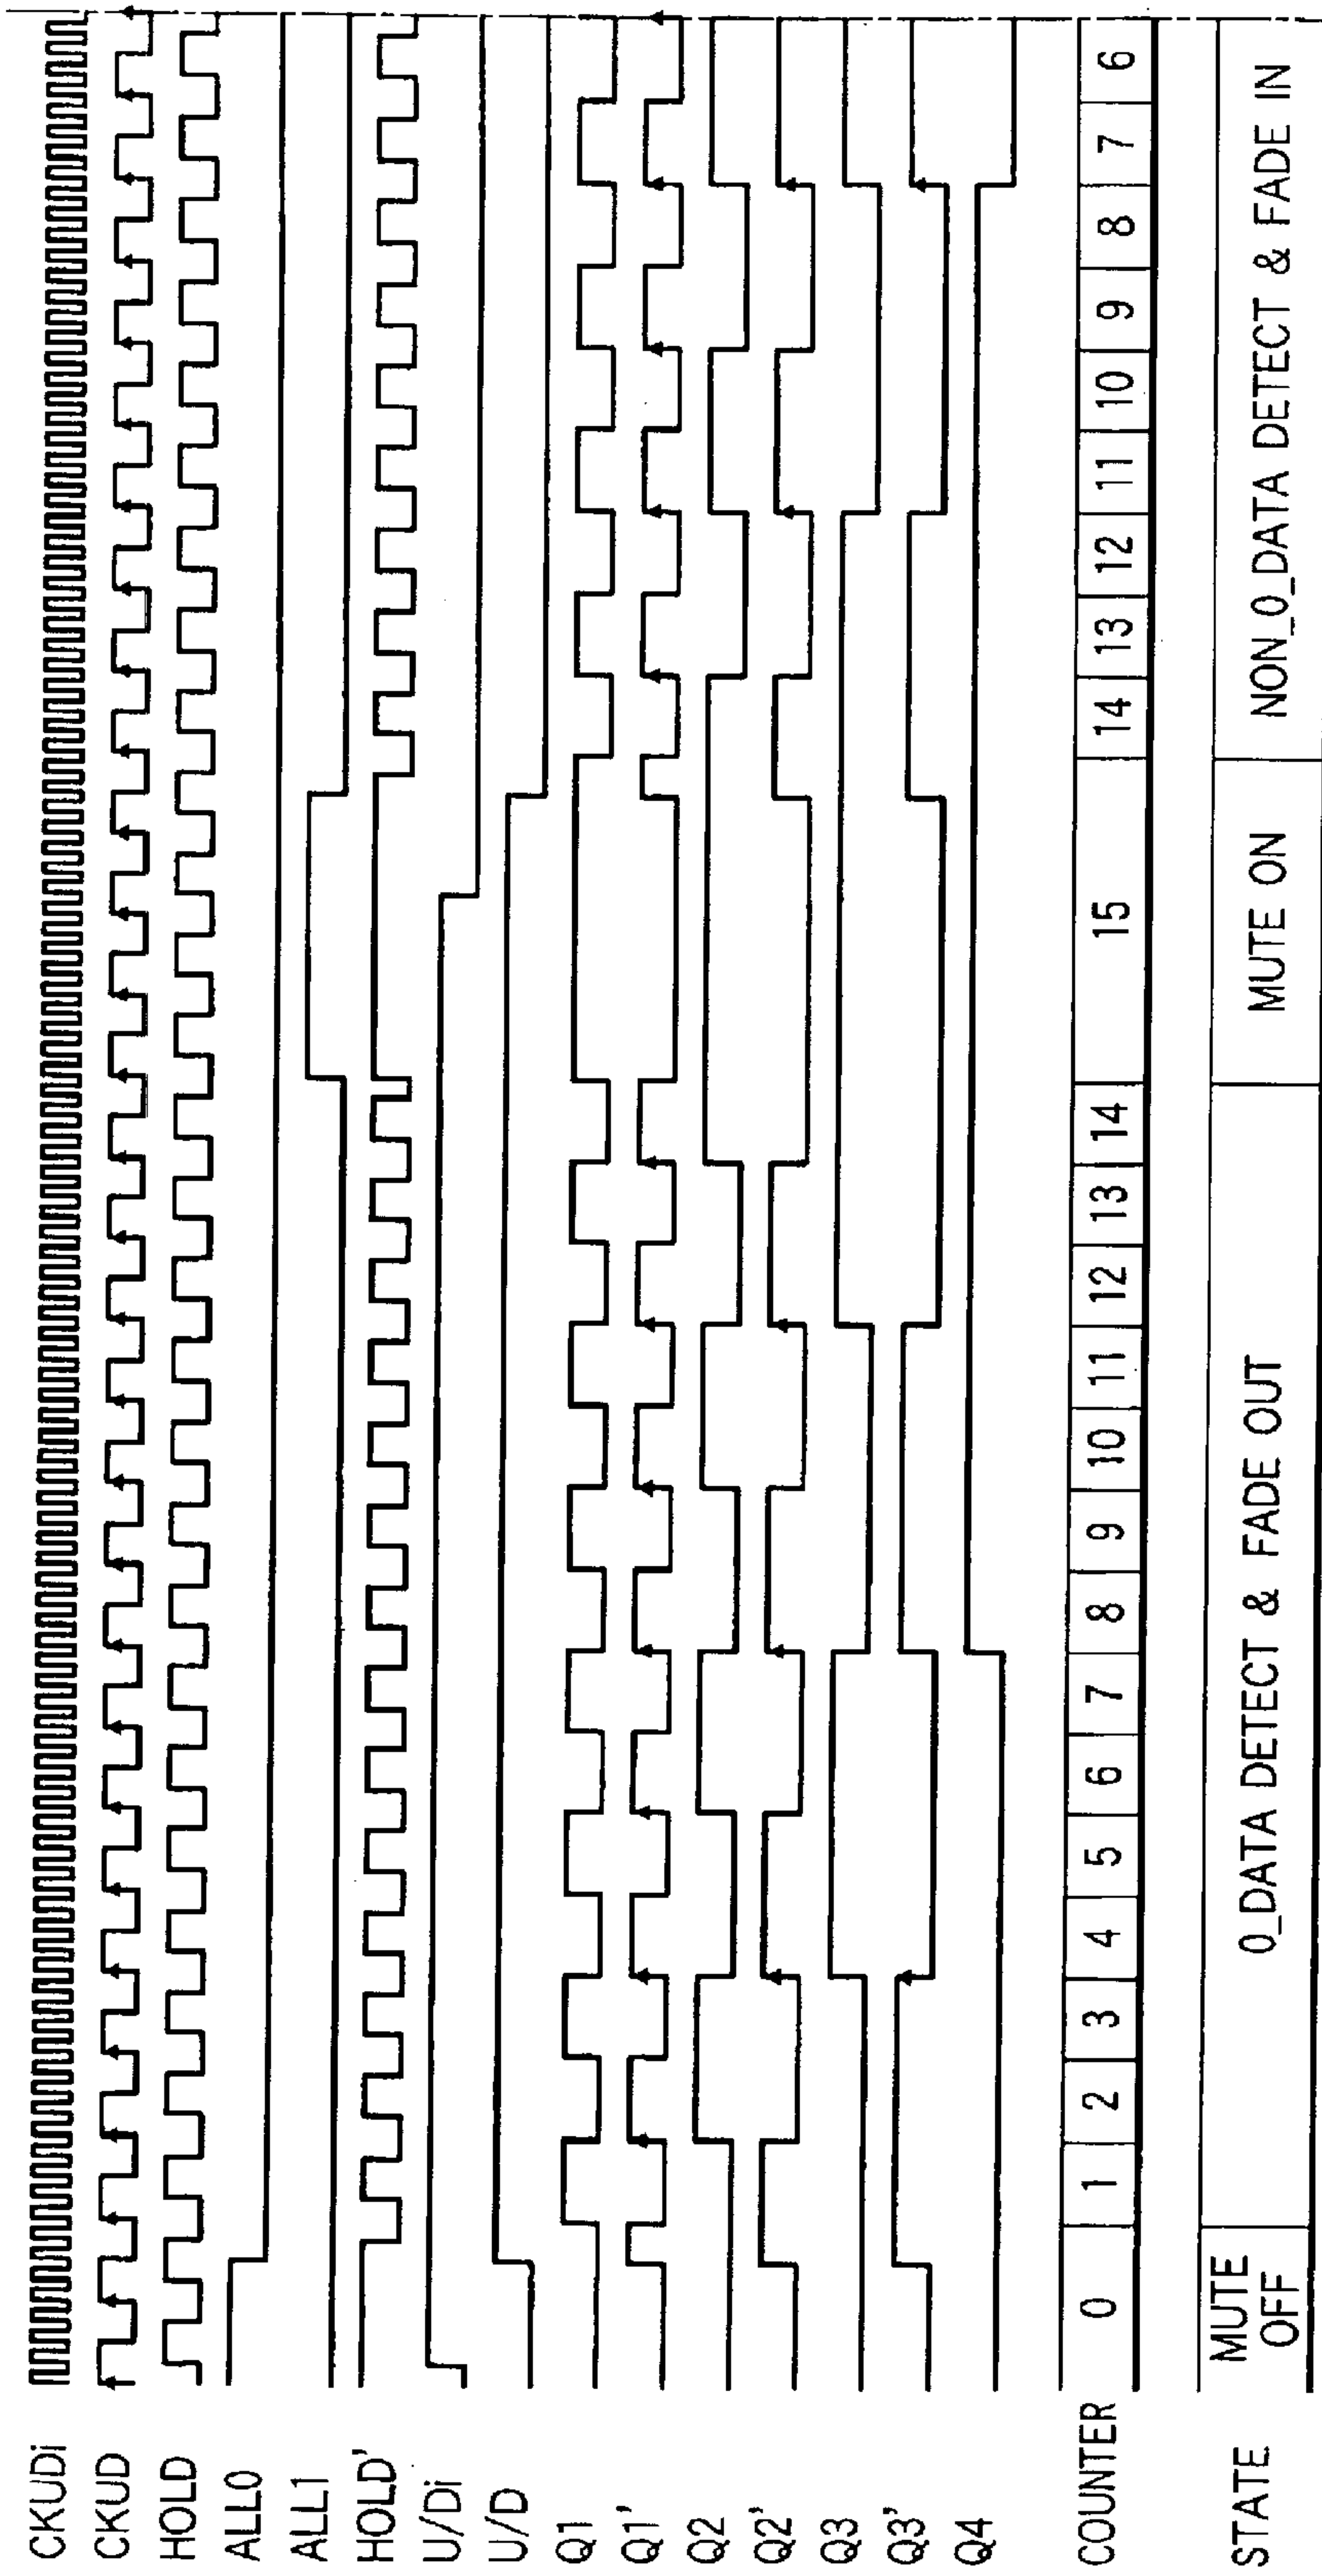 CKUDi
CKUD
HOLD
ALL0
ALL1
HOLD'
U/Di
U/D
Q1
Q1'
Q2
Q2'
Q3
Q3'
Q4
COUNTER 0 1 2 3 4 5 6 7 8 9 10 11 12 13 14 15 14 13 12 11 10 9 8 7 6
STATE MUTE OFF 0_DATA DETECT & FADE OUT MUTE ON NON_0_DATA DETECT & FADE IN